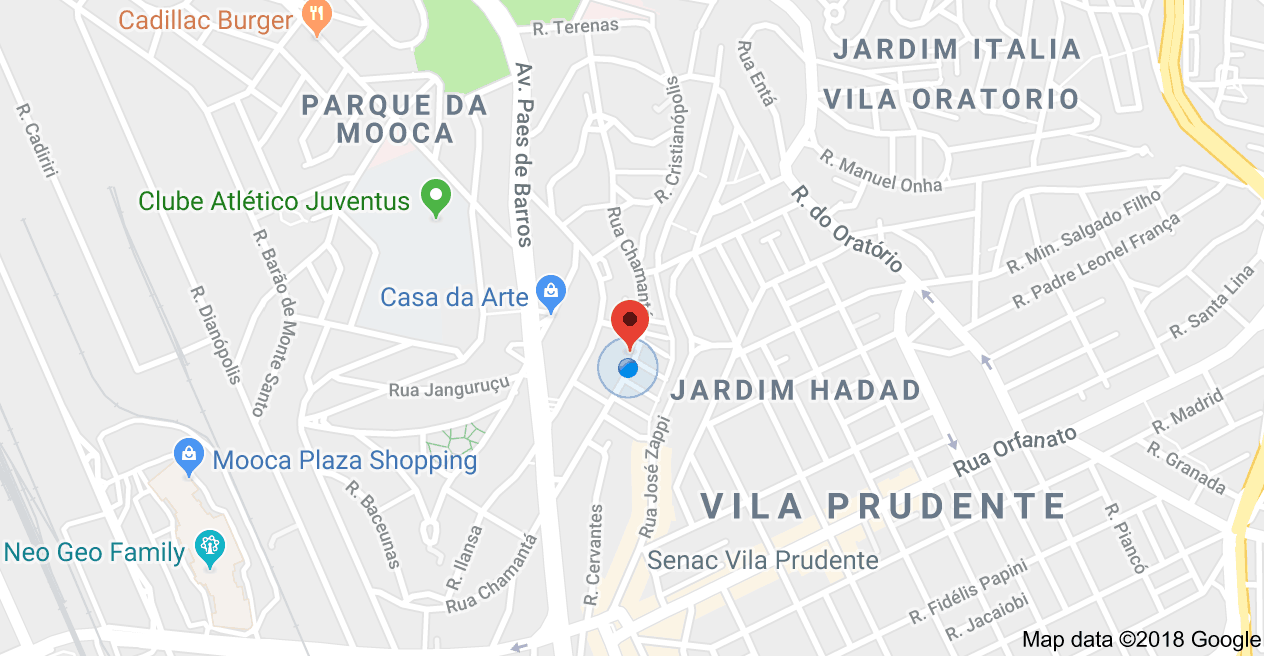 Cadillac Burger
R. Terenas
JARDIM ITALIA
Rua Entá
Av. Paes de Barros
R. Cristianópolis
VILA ORATORIO
PARQUE DA
MOOCA
R. Cadiriri
R. Manuel Onha
Clube Atlético Juventus
R. do Oratório
R. Min. Salgado Filho
R. Padre Leonel França
Rua Chamantá
R. Barão de Monte Santo
R. Santa Lina
R. Dianópolis
Casa da Arte
Rua Janguruçu
JARDIM HADAD
R. Madrid
Rua Orfanato
Rua José Zappi
Mooca Plaza Shopping
R. Granada
R. Baceunas
VILA PRUDENTE
R. Piancó
Neo Geo Family
R. Ilansa
R. Cervantes
Senac Vila Prudente
Rua Chamantá
R. Fidélis Papini
R. Jacaiobi
Map data ©2018 Google